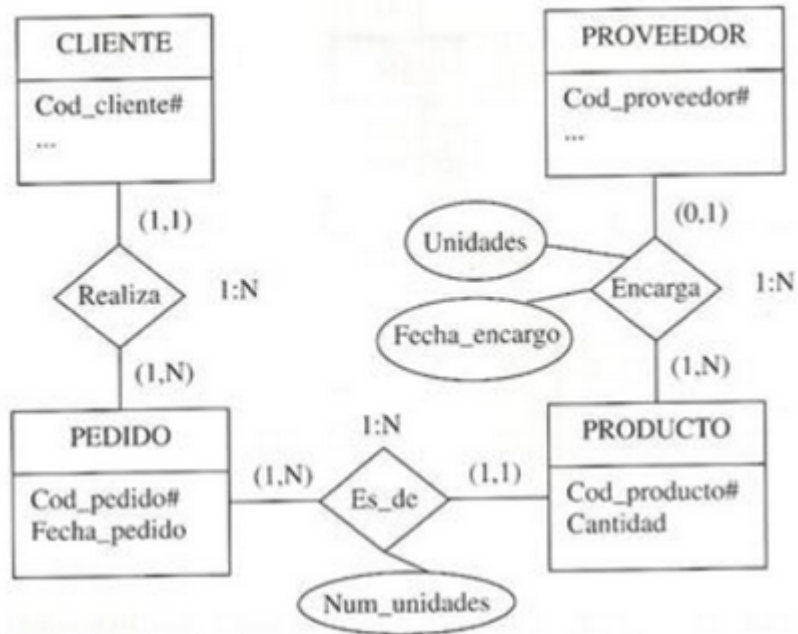 CLIENTE
Cod_cliente#
...
PROVEEDOR
Cod_proveedor#
...
(1,1)
(0,1)
Unidades
Realiza
1:N
Encarga
1:N
Fecha_encargo
(1,N)
(1,N)
PEDIDO
Cod_pedido#
Fecha_pedido
1:N
(1,N)
Es_de
(1,1)
PRODUCTO
Cod_producto#
Cantidad
Num_unidades